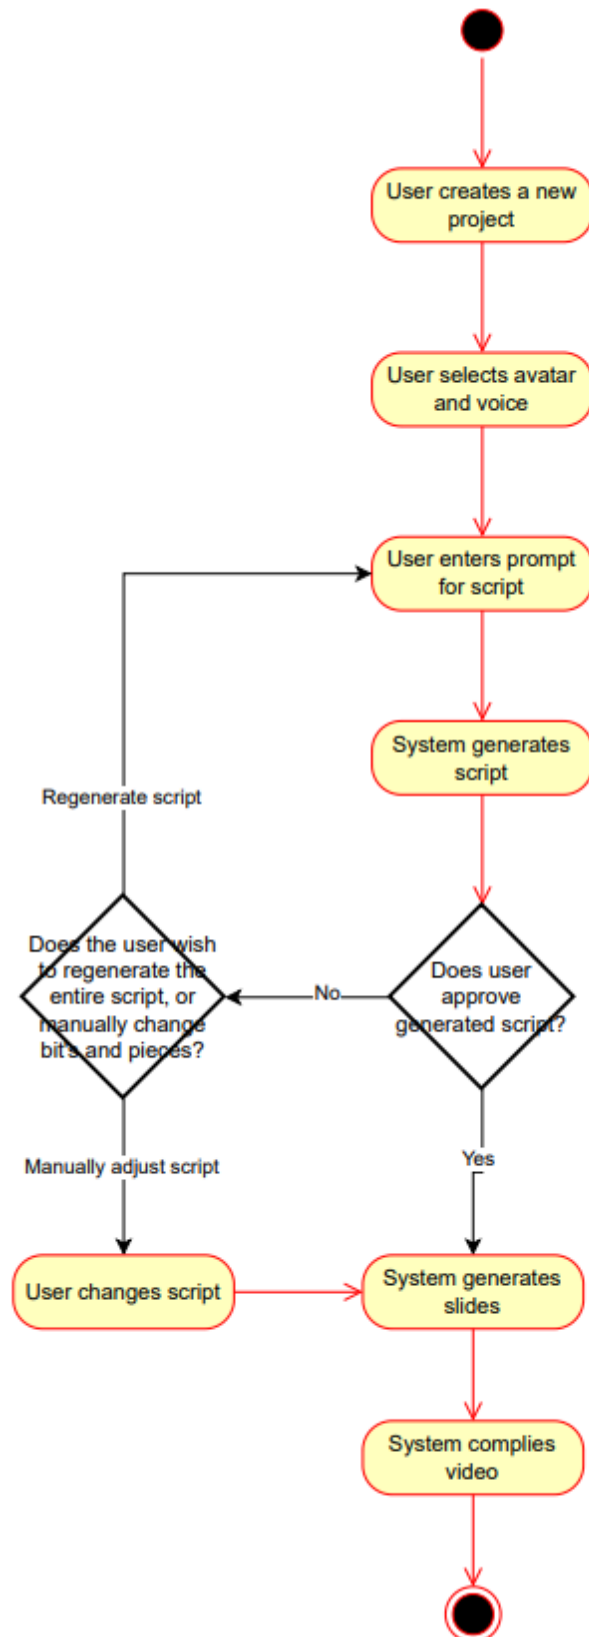 User creates a new
project
User selects avatar
and voice
User enters prompt
for script
System generates
script
Regenerate script
Does the user wish
to regenerate the
entire script, or
manually change
bit's and pieces?
No
Does user
approve
generated script?
Manually adjust script
Yes
User changes script
System generates
slides
System complies
video